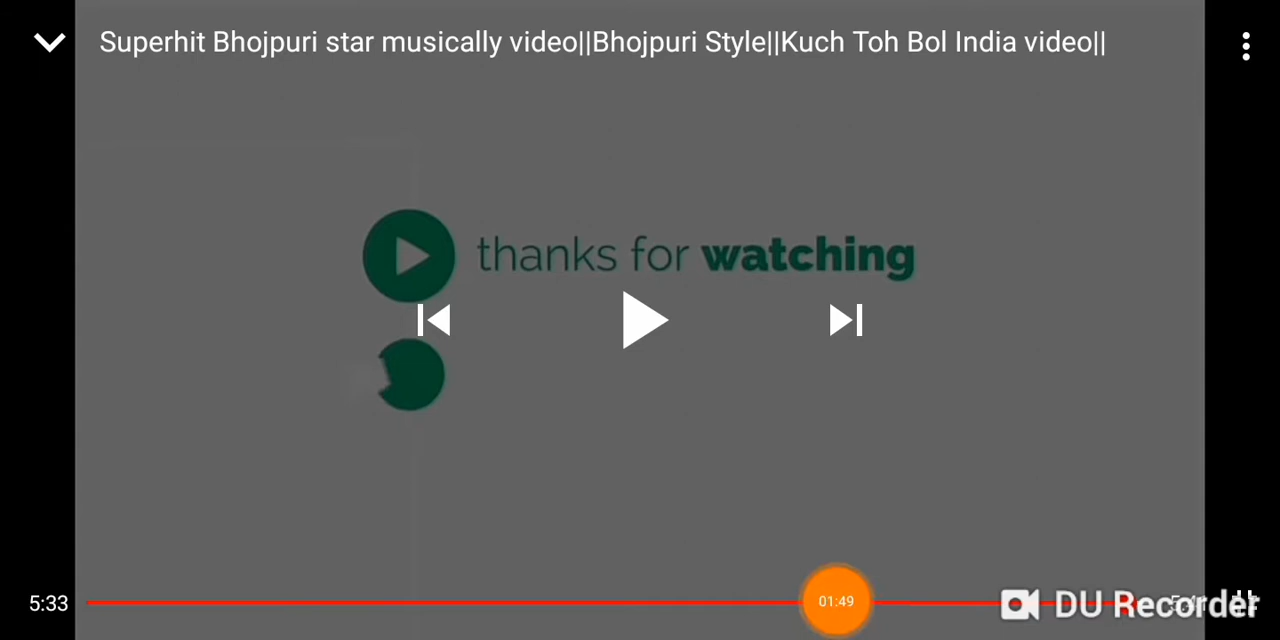 Superhit Bhojpuri star musically video||Bhojpuri Style||Kuch Toh Bol India video||
thanks for watching
5:33
01:49
DU Recorder